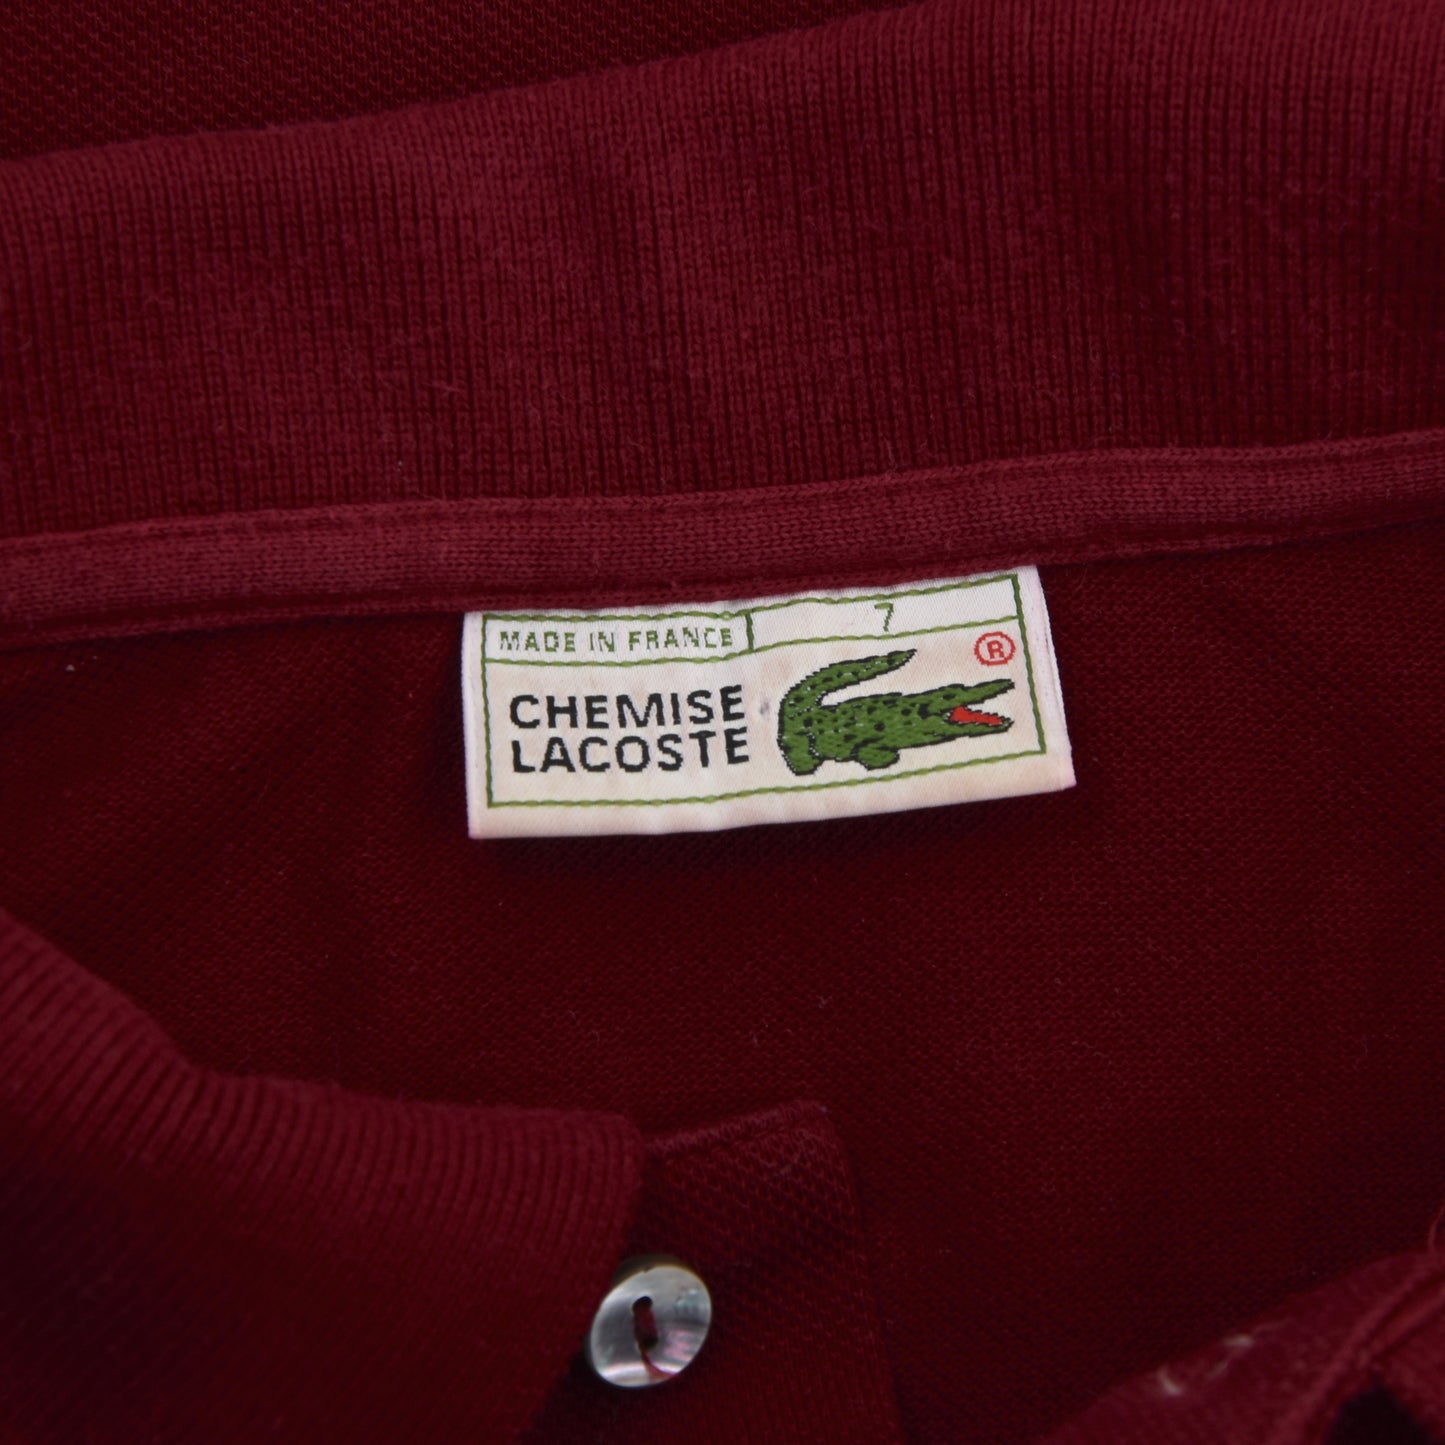 MADE IN FRANCE 7
CHEMISE
LACOSTE
®